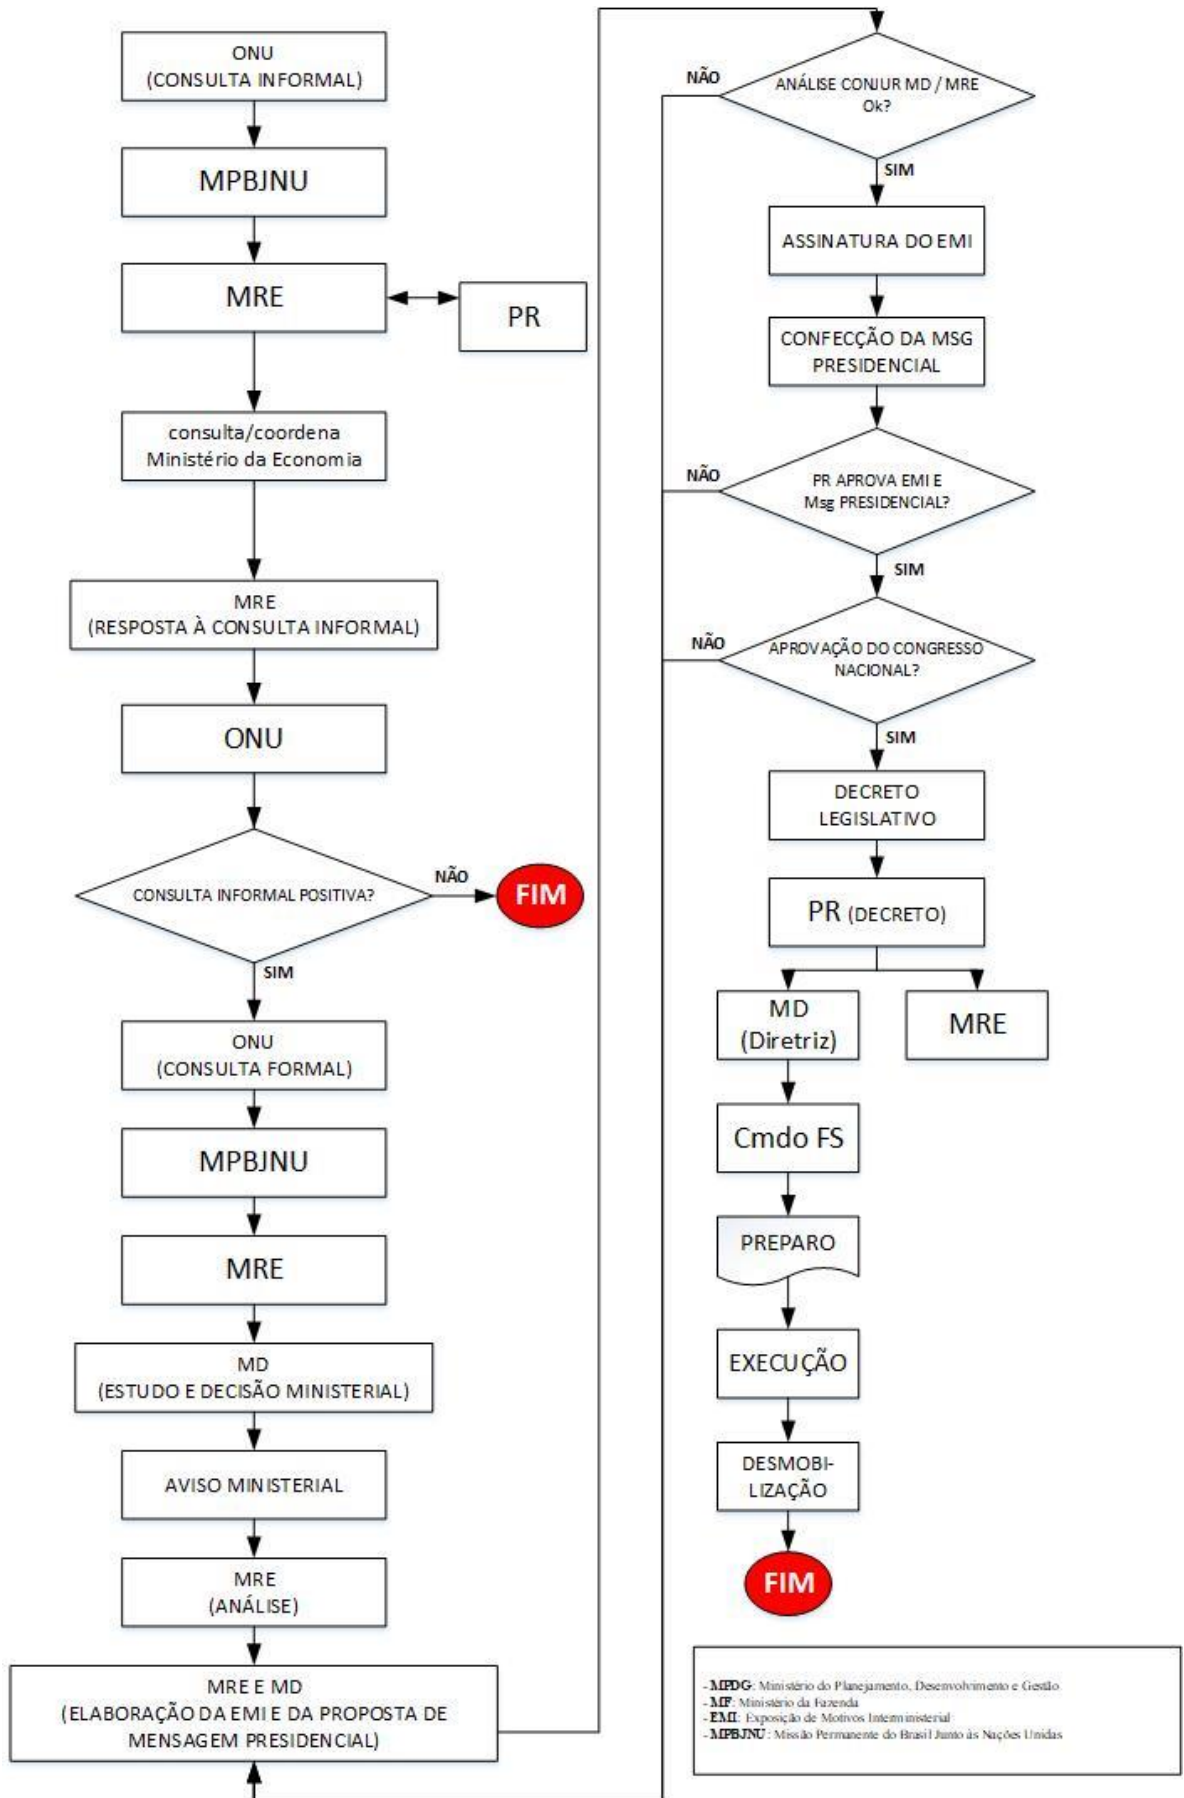 ONU
(CONSULTA INFORMAL)
MPBJNU
MRE
PR
consulta/coordena
Ministério da Economia
MRE
(RESPOSTA À CONSULTA INFORMAL)
ONU
CONSULTA INFORMAL POSITIVA?
NÃO
FIM
SIM
ONU
(CONSULTA FORMAL)
MPBJNU
MRE
MD
(ESTUDO E DECISÃO MINISTERIAL)
AVISO MINISTERIAL
MRE
(ANÁLISE)
MRE E MD
(ELABORAÇÃO DA EMI E DA PROPOSTA DE
MENSAGEM PRESIDENCIAL)
NÃO
ANÁLISE CONJUR MD / MRE
Ok?
SIM
ASSINATURA DO EMI
CONFECÇÃO DA MSG
PRESIDENCIAL
NÃO
PR APROVA EMI E
Msg PRESIDENCIAL?
SIM
NÃO
APROVAÇÃO DO CONGRESSO
NACIONAL?
SIM
DECRETO
LEGISLATIVO
PR (DECRETO)
MD
(Diretriz)
MRE
Cmdo FS
PREPARO
EXECUÇÃO
DESMOBI-
LIZAÇÃO
FIM
- MPDG: Ministério do Planejamento, Desenvolvimento e Gestão
- MF: Ministério da Fazenda
- EMI: Exposição de Motivos Interministerial
- MPBJNU: Missão Permanente do Brasil Junto às Nações Unidas